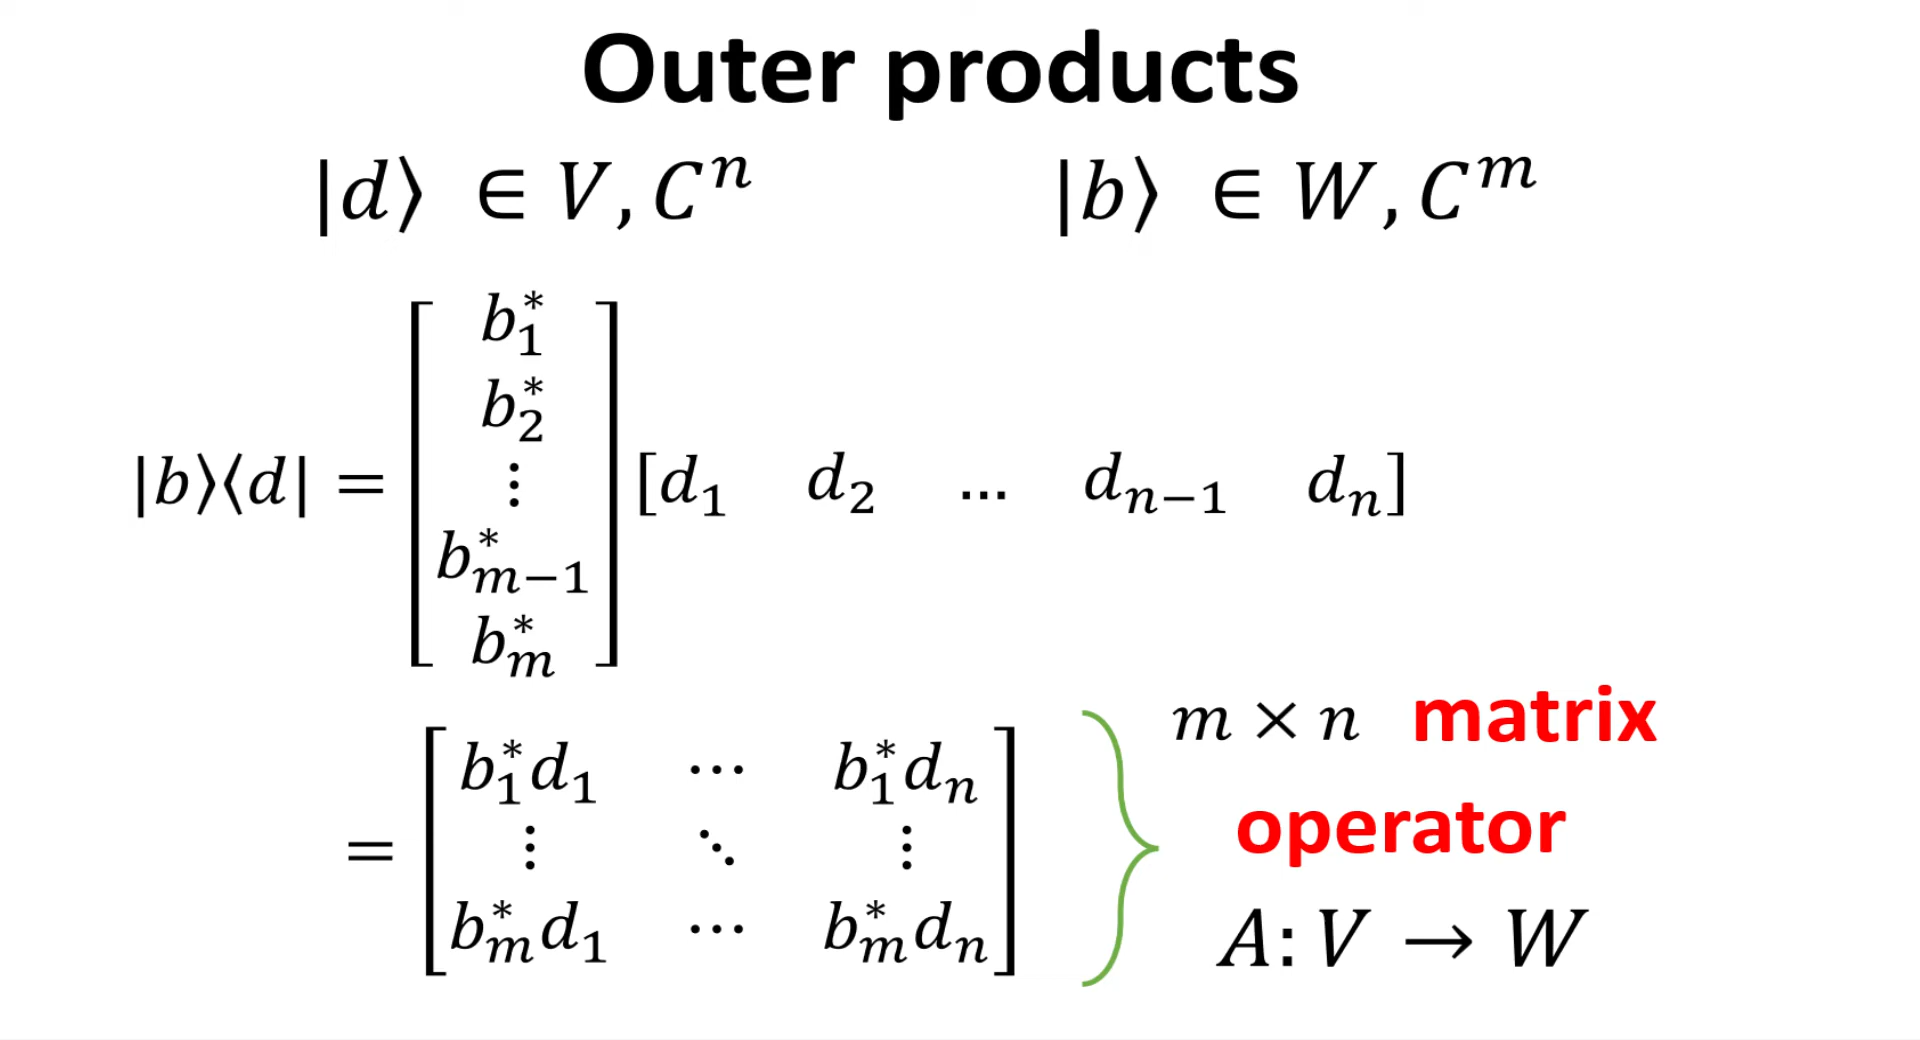 Outer products
|d⟩ ∈ V, Cⁿ |b⟩ ∈ W, Cᵐ
b₁*
b₂*
⋮
|b⟩⟨d| = [d₁ d₂ … dₙ₋₁ dₙ]
b*ₘ₋₁
b*ₘ
m × n matrix
b₁*d₁ ⋯ b₁*dₙ
operator
= ⋮ ⋱ ⋮
b*ₘd₁ ⋯ b*ₘdₙ
A: V → W